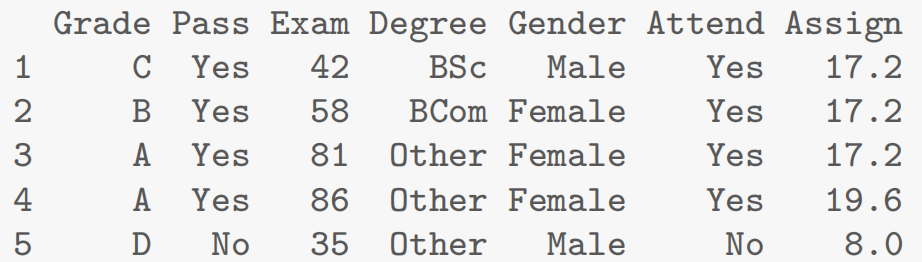 Grade Pass Exam Degree Gender Attend Assign
1 C Yes 42 BSc Male Yes 17.2
2 B Yes 58 BCom Female Yes 17.2
3 A Yes 81 Other Female Yes 17.2
4 A Yes 86 Other Female Yes 19.6
5 D No 35 Other Male No 8.0